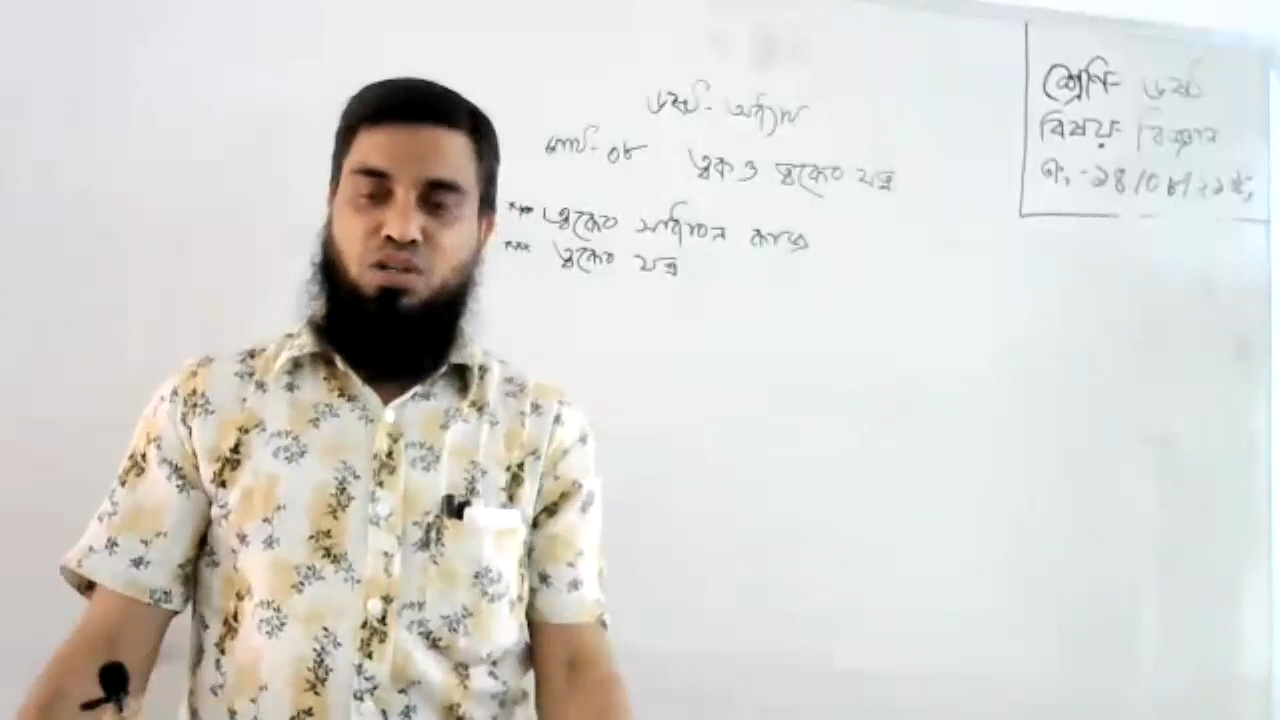 ষষ্ঠ - অধ্যায়
পাঠ - ০৮ ত্বক ও ত্বকের যত্ন
*** ত্বকের সাধারণ কাজ
*** ত্বকের যত্ন
শ্রেণি- ৬ষ্ঠ
বিষয়: বিজ্ঞান